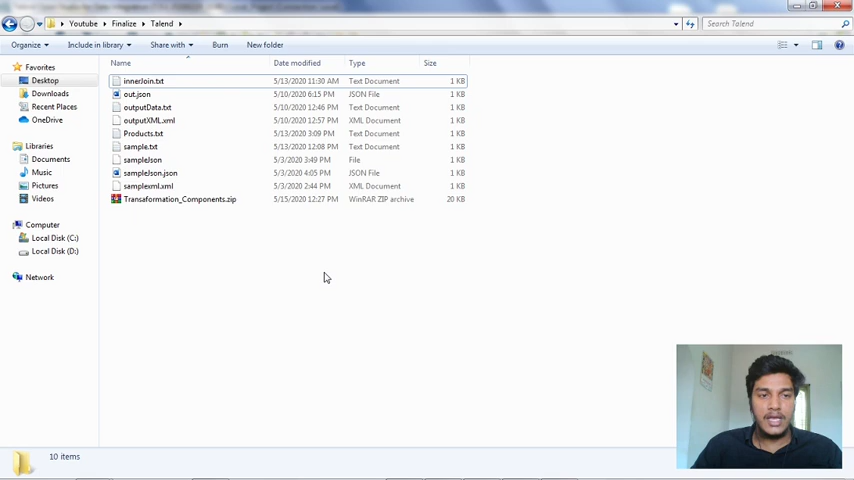 Youtube Finalize Talend
Search Talend
Organize Include in library Share with Burn New folder
Name Date modified Type Size
Favorites
Desktop
Downloads
Recent Places
OneDrive
Libraries
Documents
Music
Pictures
Videos
Computer
Local Disk (C:)
Local Disk (D:)
Network
innerJoin.txt 5/13/2020 11:30 AM Text Document 1 KB
out.json 5/10/2020 6:15 PM JSON File 1 KB
outputData.txt 5/10/2020 12:46 PM Text Document 1 KB
outputXML.xml 5/10/2020 12:57 PM XML Document 1 KB
Products.txt 5/13/2020 3:09 PM Text Document 1 KB
sample.txt 5/13/2020 12:08 PM Text Document 1 KB
sampleJson 5/3/2020 3:49 PM File 1 KB
sampleJson.json 5/3/2020 4:05 PM JSON File 1 KB
samplexml.xml 5/3/2020 2:44 PM XML Document 1 KB
Transaformation_Components.zip 5/15/2020 12:27 PM WinRAR ZIP archive 20 KB
10 items